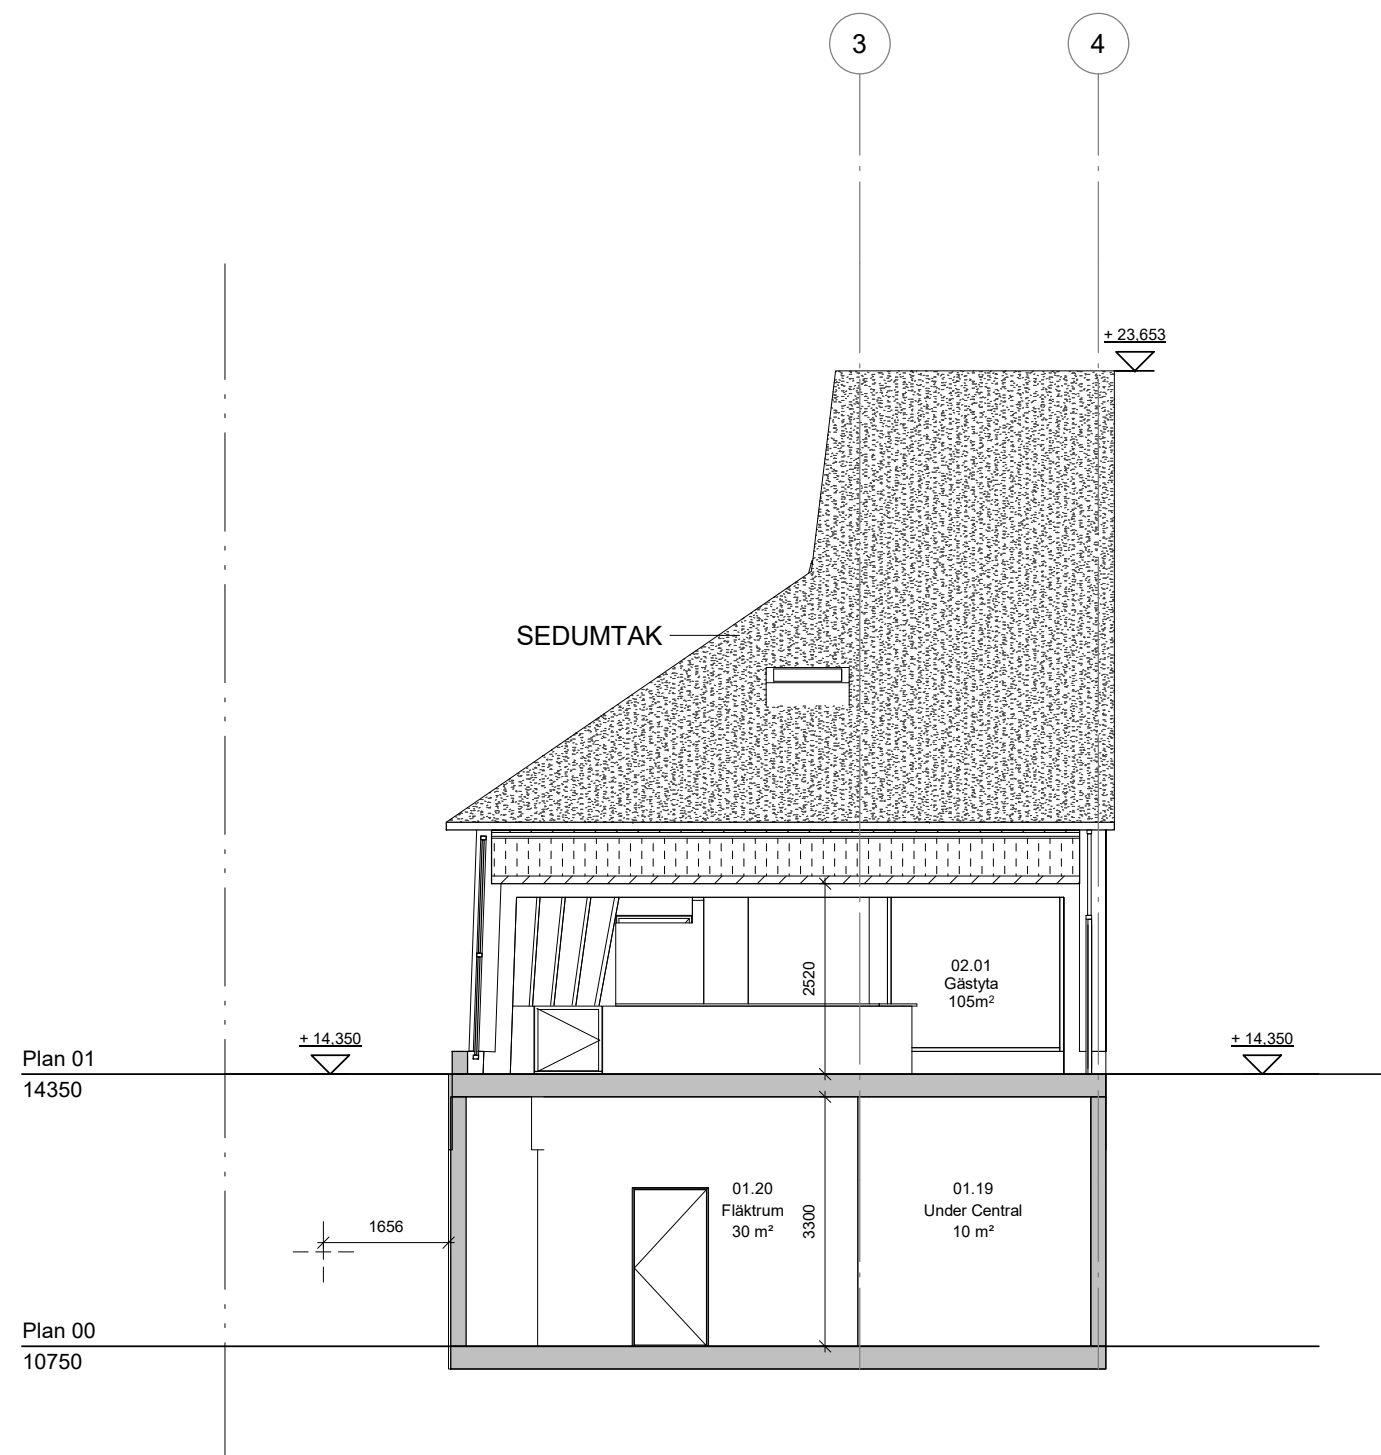 3
4
+ 23,653
SEDUMTAK
02.01
Gästyta
105m²
2520
+ 14,350
+ 14,350
Plan 01
14350
01.20
Fläktrum
30 m²
3300
01.19
Under Central
10 m²
1656
Plan 00
10750